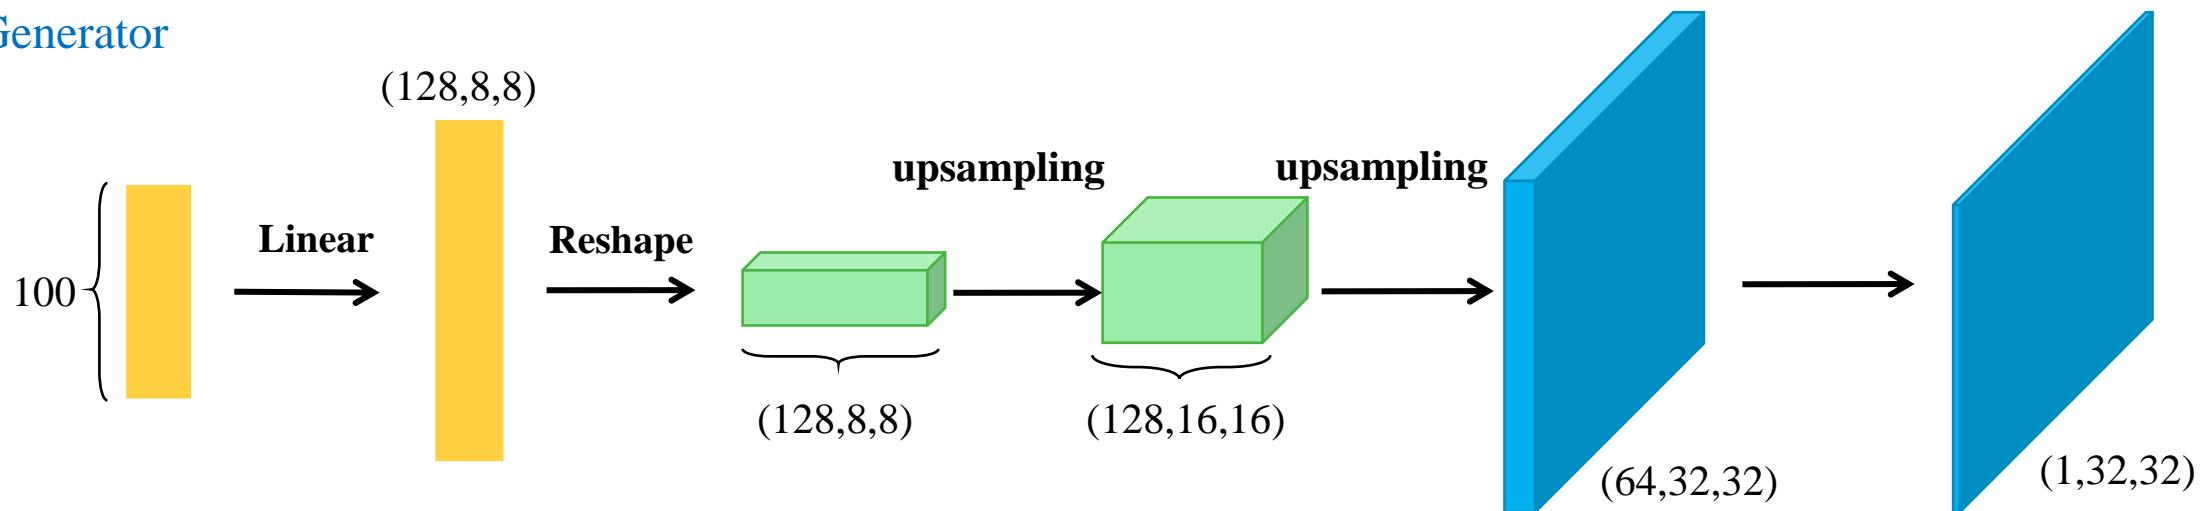 Generator
(128,8,8)
100
Linear
Reshape
upsampling
upsampling
(128,8,8)
(128,16,16)
(64,32,32)
(1,32,32)